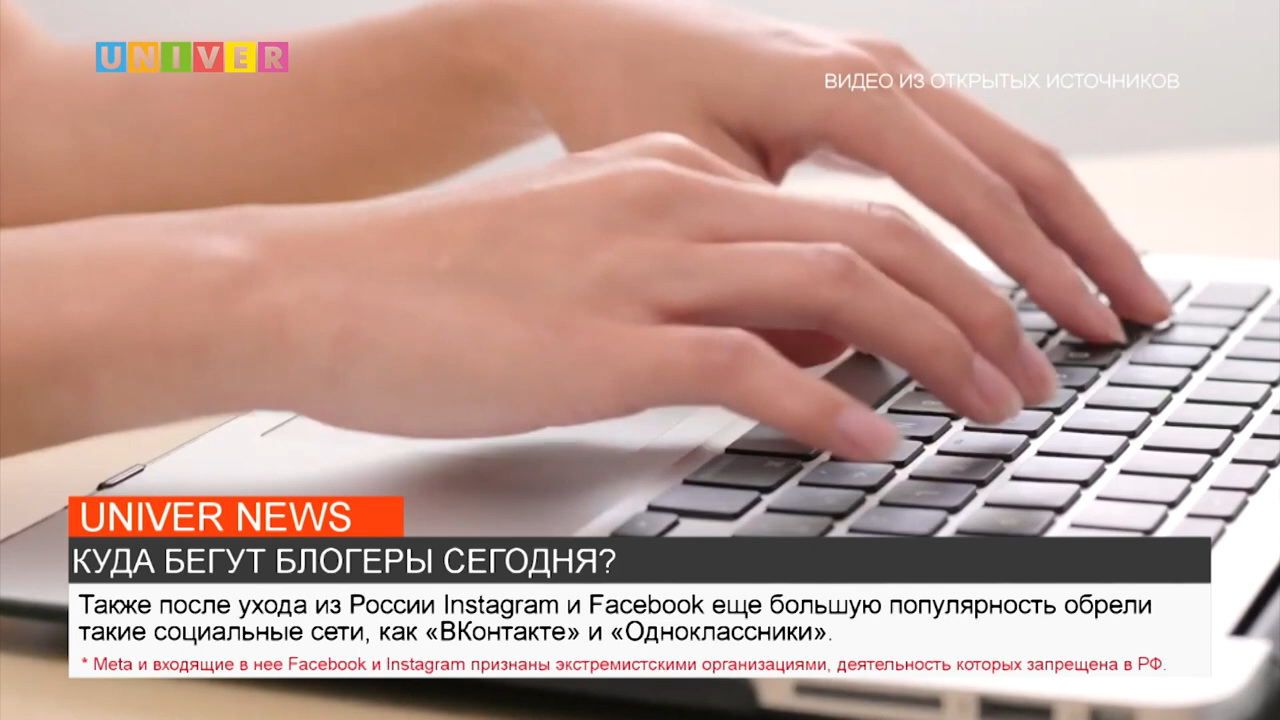 UNIVER
ВИДЕО ИЗ ОТКРЫТЫХ ИСТОЧНИКОВ
UNIVER NEWS
КУДА БЕГУТ БЛОГЕРЫ СЕГОДНЯ?
Также после ухода из России Instagram и Facebook еще большую популярность обрели
такие социальные сети, как «ВКонтакте» и «Одноклассники».
* Meta и входящие в нее Facebook и Instagram признаны экстремистскими организациями, деятельность которых запрещена в РФ.